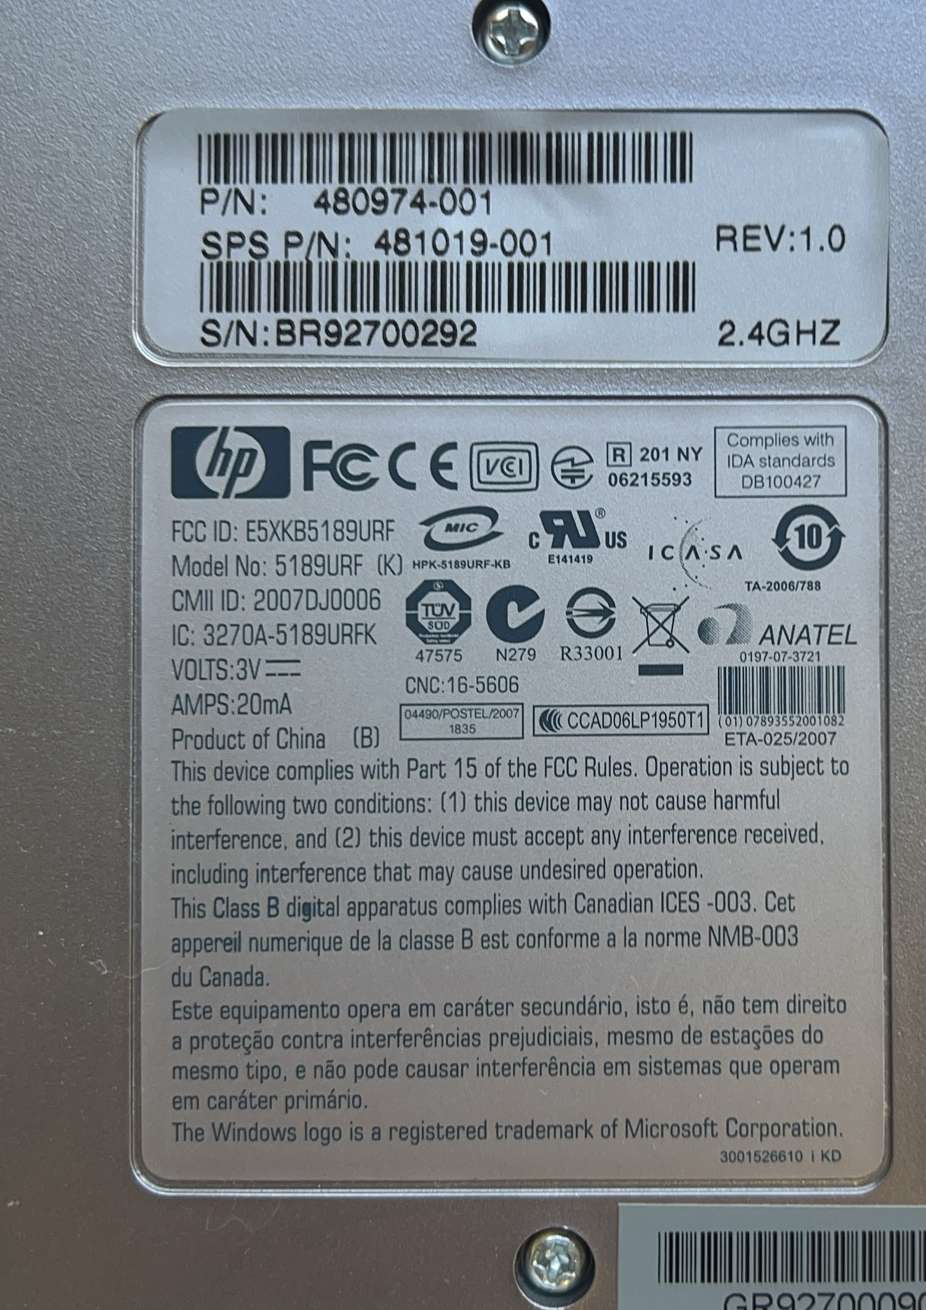 P/N: 480974-001
SPS P/N: 481019-001 REV:1.0
S/N:BR92700292 2.4GHZ
hp FC CE VCI R 201 NY
06215593
Complies with
IDA standards
DB100427
FCC ID: E5XKB5189URF
MIC
HPK-5189URF-KB
C UR ® US
E141419
ICASA
TA-2006/788
10
Model No: 5189URF (K)
CMII ID: 2007DJ0006
IC: 3270A-5189URFK
TÜV
SÜD
47575
N279
R33001
ANATEL
0197-07-3721
VOLTS:3V
CNC:16-5606
AMPS:20mA
04490/POSTEL/2007
1835
CCAD06LP1950T1
(01) 07893552001082
ETA-025/2007
Product of China (B)
This device complies with Part 15 of the FCC Rules. Operation is subject to
the following two conditions: (1) this device may not cause harmful
interference, and (2) this device must accept any interference received,
including interference that may cause undesired operation.
This Class B digital apparatus complies with Canadian ICES -003. Cet
appereil numerique de la classe B est conforme a la norme NMB-003
du Canada.
Este equipamento opera em caráter secundário, isto é, não tem direito
a proteção contra interferências prejudiciais, mesmo de estações do
mesmo tipo, e não pode causar interferência em sistemas que operam
em caráter primário.
The Windows logo is a registered trademark of Microsoft Corporation.
3001526610 i KD